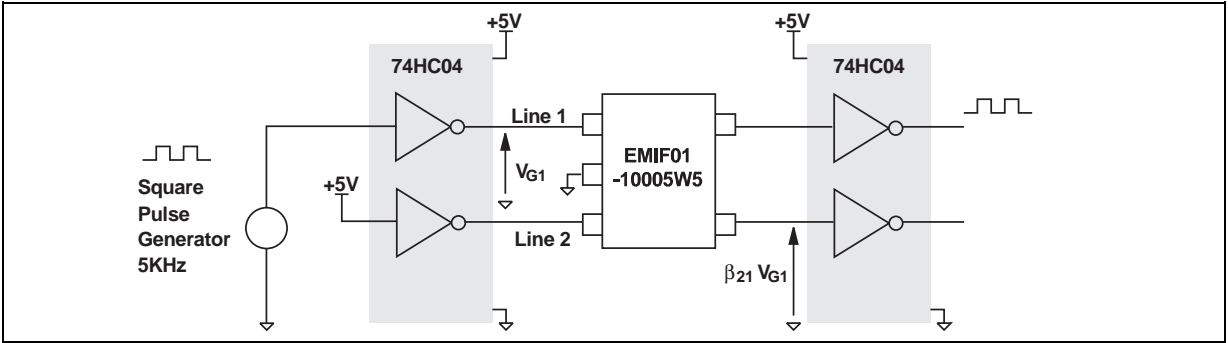 +5V
+5V
74HC04
74HC04
Line 1
EMIF01
-10005W5
VG1
Square
Pulse
Generator
5KHz
+5V
Line 2
β21 VG1